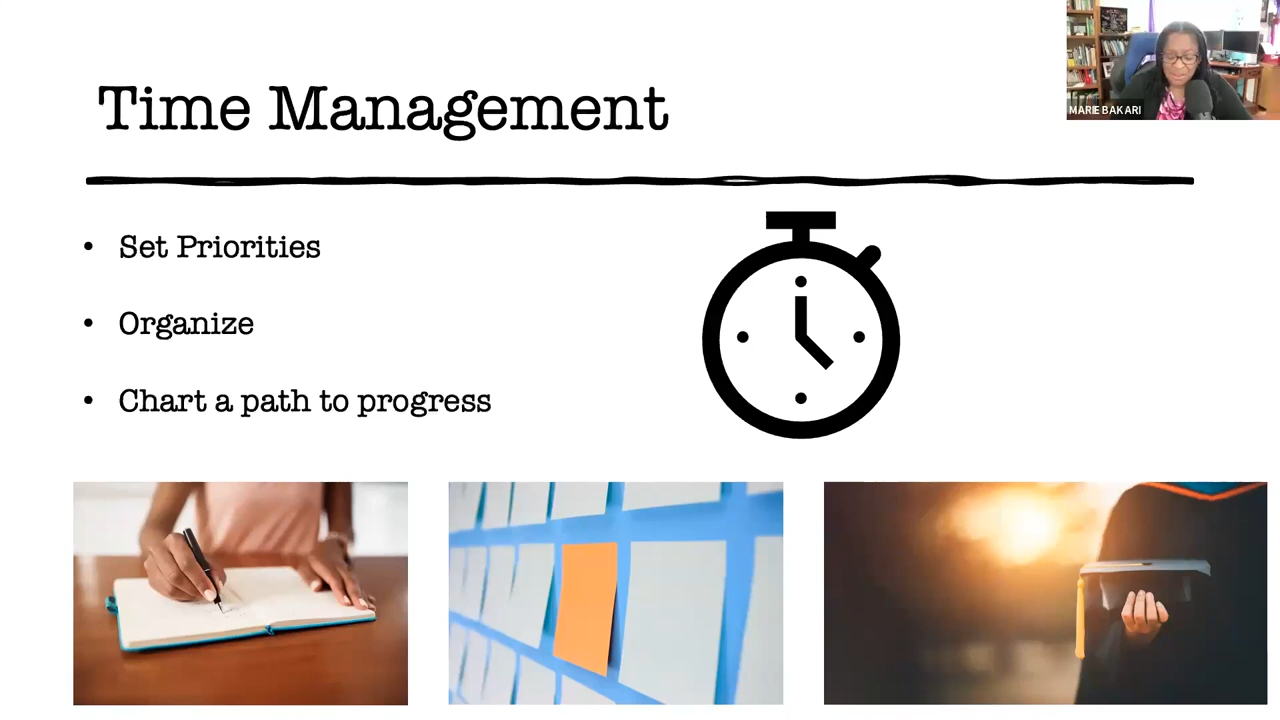 Time Management
MARIE BAKARI
• Set Priorities
• Organize
• Chart a path to progress